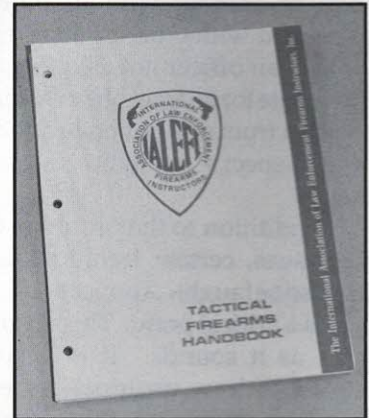 INTERNATIONAL
ASSOCIATION OF LAW ENFORCEMENT
IALEFI
FIREARMS
INSTRUCTORS
TACTICAL
FIREARMS
HANDBOOK
The International Association of Law Enforcement Firearms Instructors, Inc.